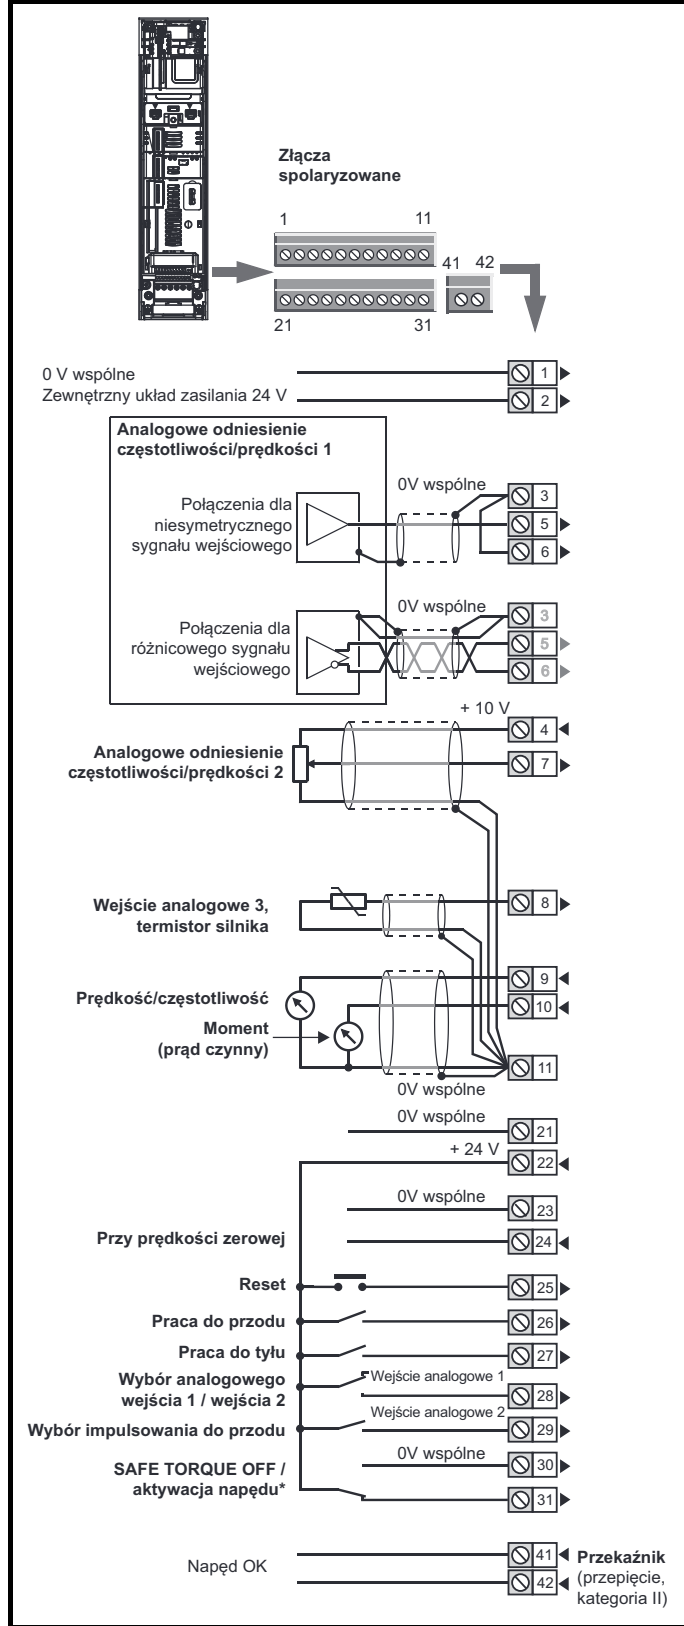 Złącza
spolaryzowane
1 11
41 42
21 31
0 V wspólne
1
Zewnętrzny układ zasilania 24 V
2
Analogowe odniesienie
częstotliwości/prędkości 1
0V wspólne
3
Połączenia dla
niesymetrycznego
sygnału wejściowego
5
6
0V wspólne
3
Połączenia dla
różnicowego sygnału
wejściowego
5
6
+ 10 V
4
Analogowe odniesienie
częstotliwości/prędkości 2
7
Wejście analogowe 3,
termistor silnika
8
Prędkość/częstotliwość
9
Moment
(prąd czynny)
10
11
0V wspólne
0V wspólne
21
+ 24 V
22
0V wspólne
23
Przy prędkości zerowej
24
Reset
25
Praca do przodu
26
Praca do tyłu
27
Wybór analogowego
wejścia 1 / wejścia 2
Wejście analogowe 1
28
Wejście analogowe 2
Wybór impulsowania do przodu
29
0V wspólne
30
SAFE TORQUE OFF /
aktywacja napędu*
31
Napęd OK
41
42
Przekaźnik
(przepięcie,
kategoria II)